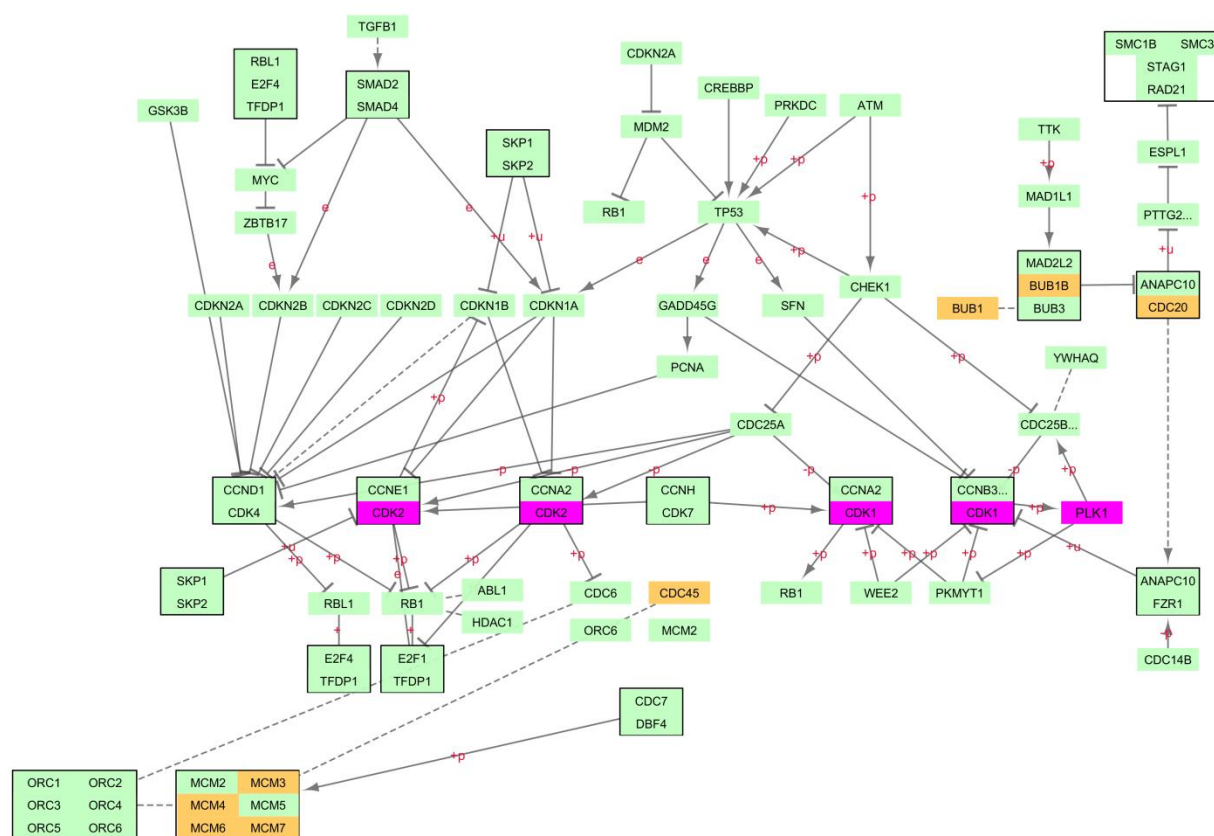 TGFB1
SMC1B SMC3
STAG1
RAD21
RBL1
E2F4
TFDP1
CDKN2A
SMAD2
SMAD4
CREBBP
PRKDC
ATM
GSK3B
MDM2
TTK
SKP1
SKP2
ESPL1
+p
+p
+p
MYC
MAD1L1
e
e
RB1
TP53
PTTG2...
ZBTB17
+u
+u
+p
+u
e
e
e
e
MAD2L2
BUB1B
BUB3
ANAPC10
CDC20
CHEK1
CDKN2A
CDKN2B
CDKN2C
CDKN2D
CDKN1B
CDKN1A
GADD45G
SFN
BUB1
+p
+p
YWHAQ
PCNA
+p
CDC25A
CDC25B...
-p
-p
-p
-p
-p
+p
CCND1
CDK4
CCNE1
CDK2
CCNA2
CDK2
CCNH
CDK7
+p
CCNA2
CDK1
CCNB3...
CDK1
+p
PLK1
+u
+p
+p
+p
+p
+p
+p
+p
+p
+p
+u
e
SKP1
SKP2
RBL1
RB1
ABL1
HDAC1
CDC6
CDC45
RB1
WEE2
PKMYT1
ANAPC10
FZR1
+
+
ORC6
MCM2
-p
E2F4
TFDP1
E2F1
TFDP1
CDC14B
CDC7
DBF4
+p
ORC1 ORC2
ORC3 ORC4
ORC5 ORC6
MCM2 MCM3
MCM4 MCM5
MCM6 MCM7